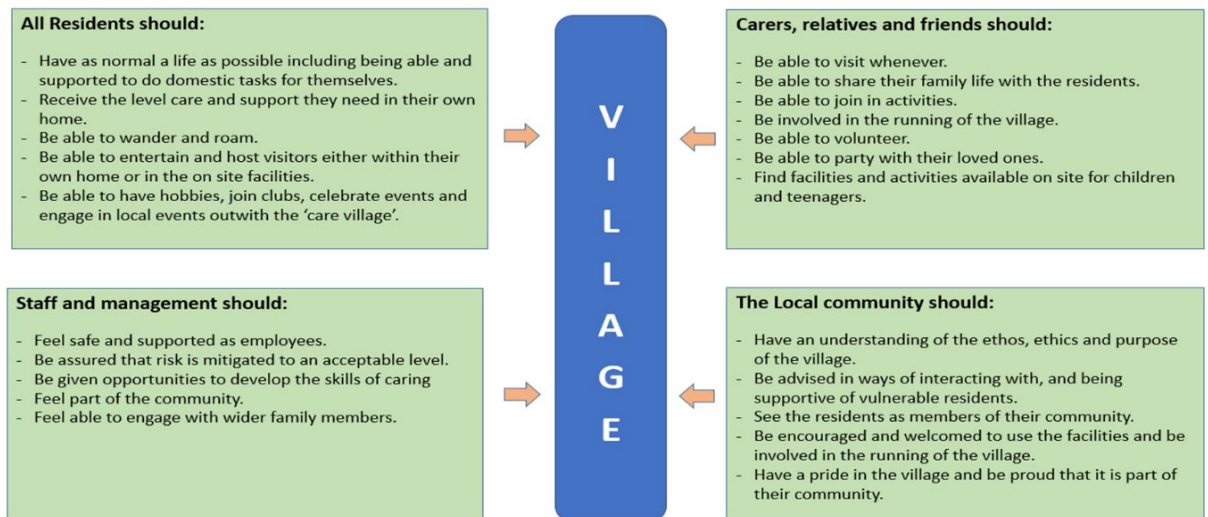 All Residents should:
- Have as normal a life as possible including being able and
supported to do domestic tasks for themselves.
- Receive the level care and support they need in their own
home.
- Be able to wander and roam.
- Be able to entertain and host visitors either within their
own home or in the on site facilities.
- Be able to have hobbies, join clubs, celebrate events and
engage in local events outwith the ‘care village’.
V
I
L
L
A
G
E
Carers, relatives and friends should:
- Be able to visit whenever.
- Be able to share their family life with the residents.
- Be able to join in activities.
- Be involved in the running of the village.
- Be able to volunteer.
- Be able to party with their loved ones.
- Find facilities and activities available on site for children
and teenagers.
Staff and management should:
- Feel safe and supported as employees.
- Be assured that risk is mitigated to an acceptable level.
- Be given opportunities to develop the skills of caring
- Feel part of the community.
- Feel able to engage with wider family members.
The Local community should:
- Have an understanding of the ethos, ethics and purpose
of the village.
- Be advised in ways of interacting with, and being
supportive of vulnerable residents.
- See the residents as members of their community.
- Be encouraged and welcomed to use the facilities and be
involved in the running of the village.
- Have a pride in the village and be proud that it is part of
their community.